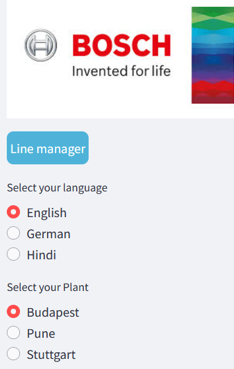 BOSCH
Invented for life
Line manager
Select your language
English
German
Hindi
Select your Plant
Budapest
Pune
Stuttgart